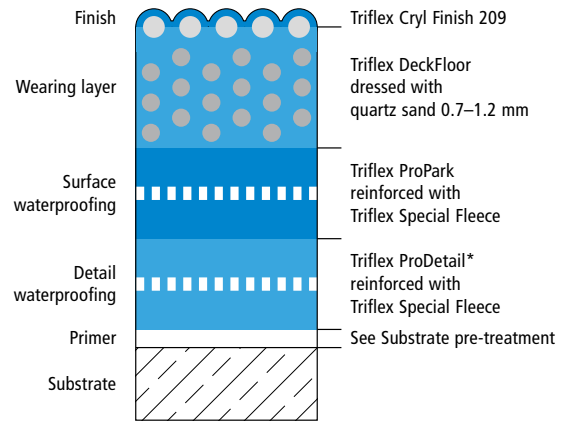 Finish
Triflex Cryl Finish 209
Wearing layer
Triflex DeckFloor
dressed with
quartz sand 0.7–1.2 mm
Surface
waterproofing
Triflex ProPark
reinforced with
Triflex Special Fleece
Detail
waterproofing
Triflex ProDetail*
reinforced with
Triflex Special Fleece
Primer
See Substrate pre-treatment
Substrate